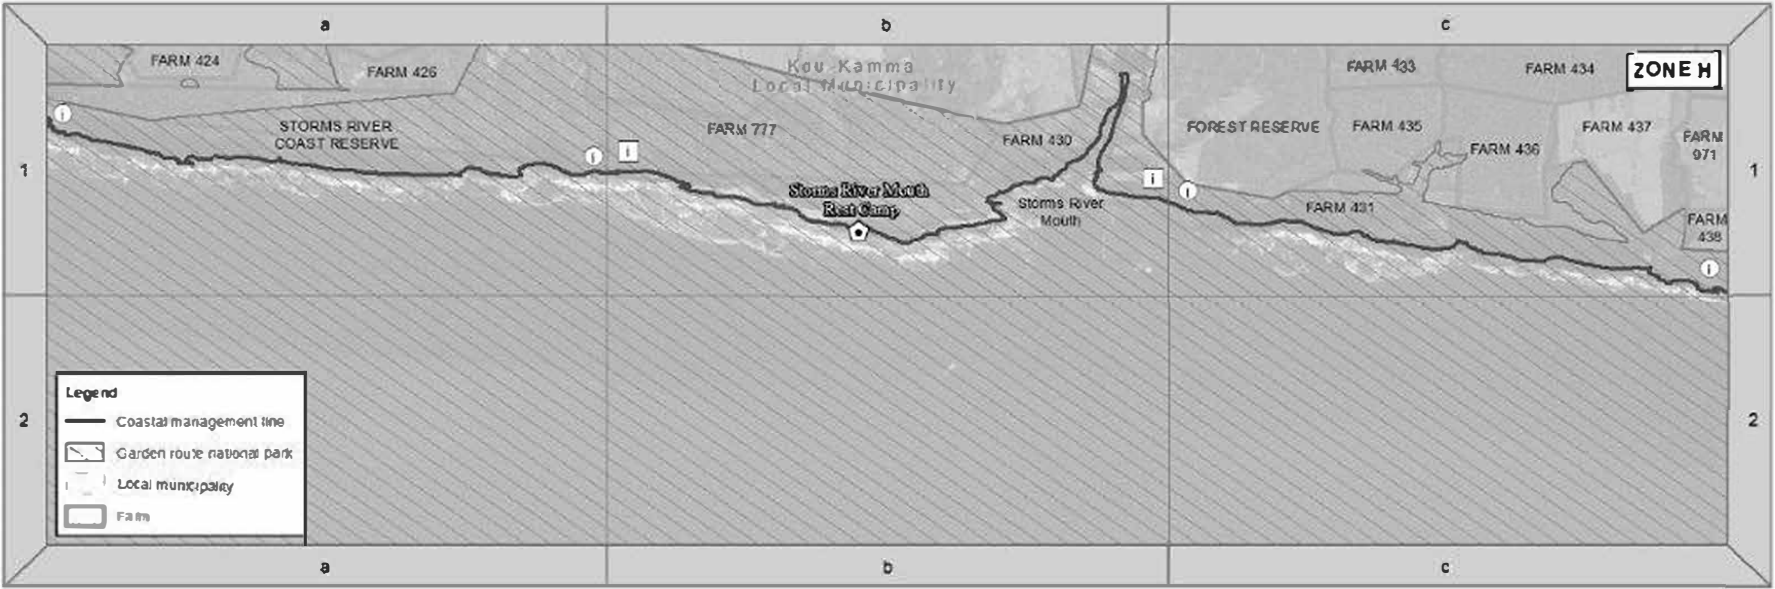 a b c
ZONE H
FARM 424
FARM 426
Kou-Kamma
Local Municipality
FARM 433
FARM 434
i
STORMS RIVER
COAST RESERVE
FARM 777
FARM 430
FOREST RESERVE
FARM 435
FARM 436
FARM 437
FARM
971
1
i
i
1
Storms River Mouth
Rest Camp
Storms River
Mouth
i
i
FARM 431
FARM
438
i
2
2
Legend
Coastal management line
Garden route national park
Local municipality
Farm
a b c